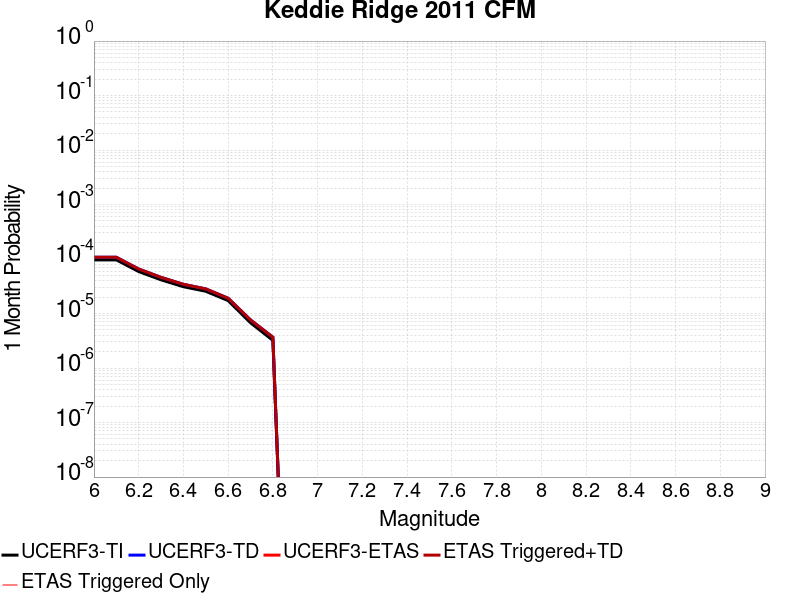 Keddie Ridge 2011 CFM
1 Month Probability
10^0
10^-1
10^-2
10^-3
10^-4
10^-5
10^-6
10^-7
10^-8
6 6.2 6.4 6.6 6.8 7 7.2 7.4 7.6 7.8 8 8.2 8.4 8.6 8.8 9
Magnitude
UCERF3-TI UCERF3-TD UCERF3-ETAS ETAS Triggered+TD
ETAS Triggered Only